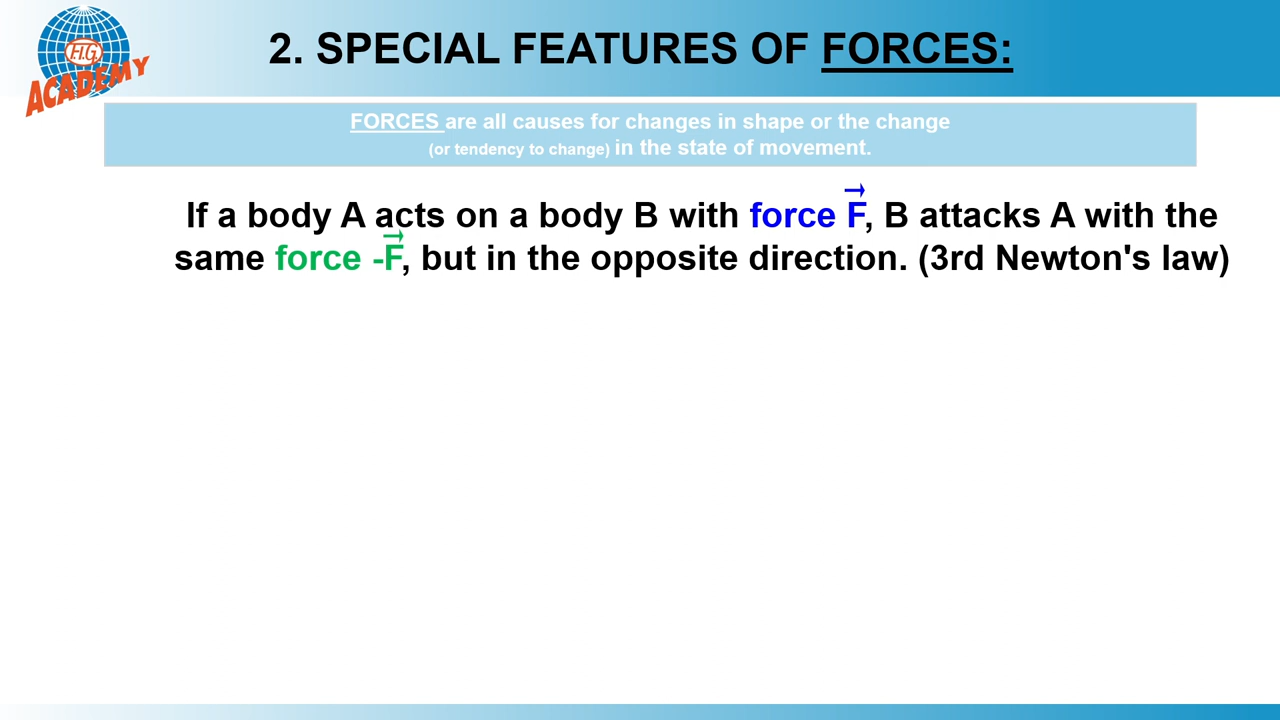 F.I.G.
ACADEMY
2. SPECIAL FEATURES OF FORCES:
FORCES are all causes for changes in shape or the change
(or tendency to change) in the state of movement.
If a body A acts on a body B with force F⃗, B attacks A with the
same force -F⃗, but in the opposite direction. (3rd Newton's law)